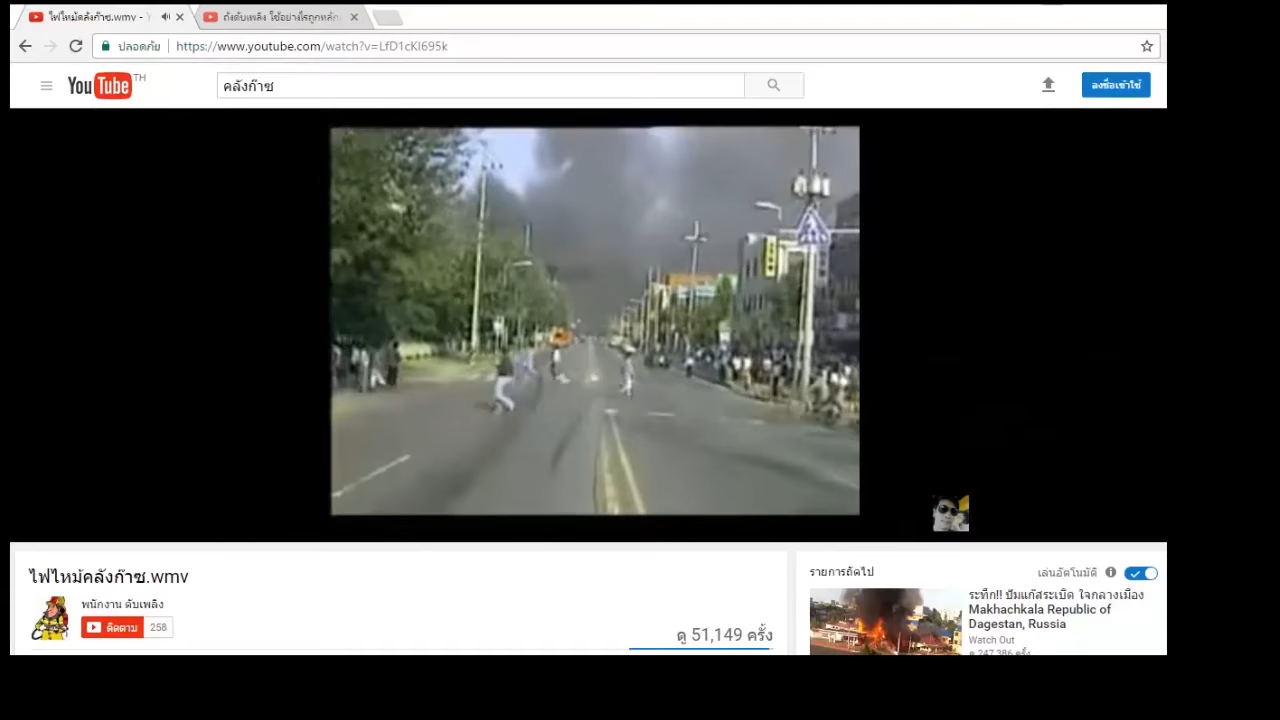 ไฟไหม้คลังก๊าซ.wmv -
ถังดับเพลิง ใช้อย่างไรถูกหลัก
ปลอดภัย
https://www.youtube.com/watch?v=LfD1cKI695k
YouTube TH
คลังก๊าซ
ลงชื่อเข้าใช้
ไฟไหม้คลังก๊าซ.wmv
พนักงาน ดับเพลิง
ติดตาม 258
ดู 51,149 ครั้ง
รายการถัดไป
เล่นอัตโนมัติ
ระทึก!! ปั๊มแก๊สระเบิด ใจกลางเมือง
Makhachkala Republic of
Dagestan, Russia
Watch Out
ดู 247,386 ครั้ง